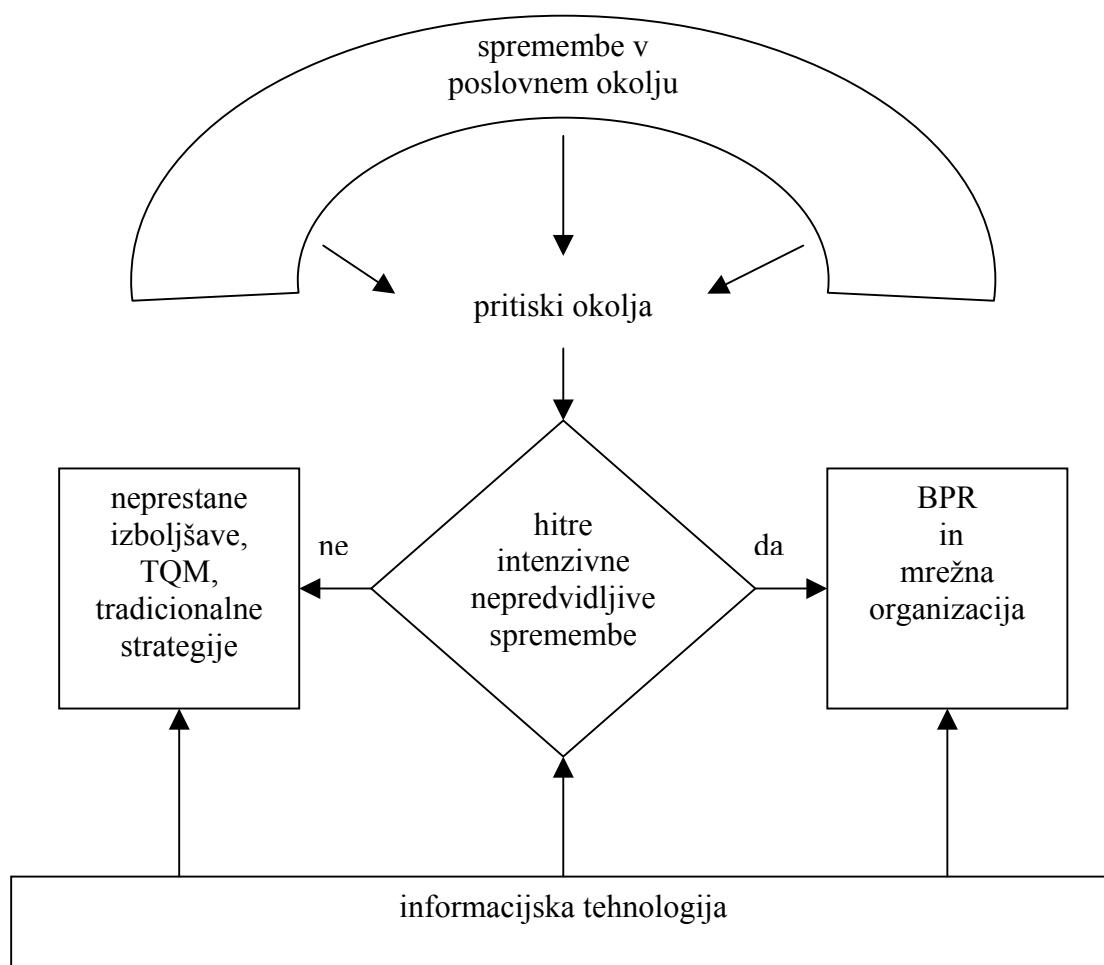 spremembe v
poslovnem okolju
pritiski okolja
neprestane
izboljšave,
TQM,
tradicionalne
strategije
ne
hitre
intenzivne
nepredvidljive
spremembe
da
BPR
in
mrežna
organizacija
informacijska tehnologija